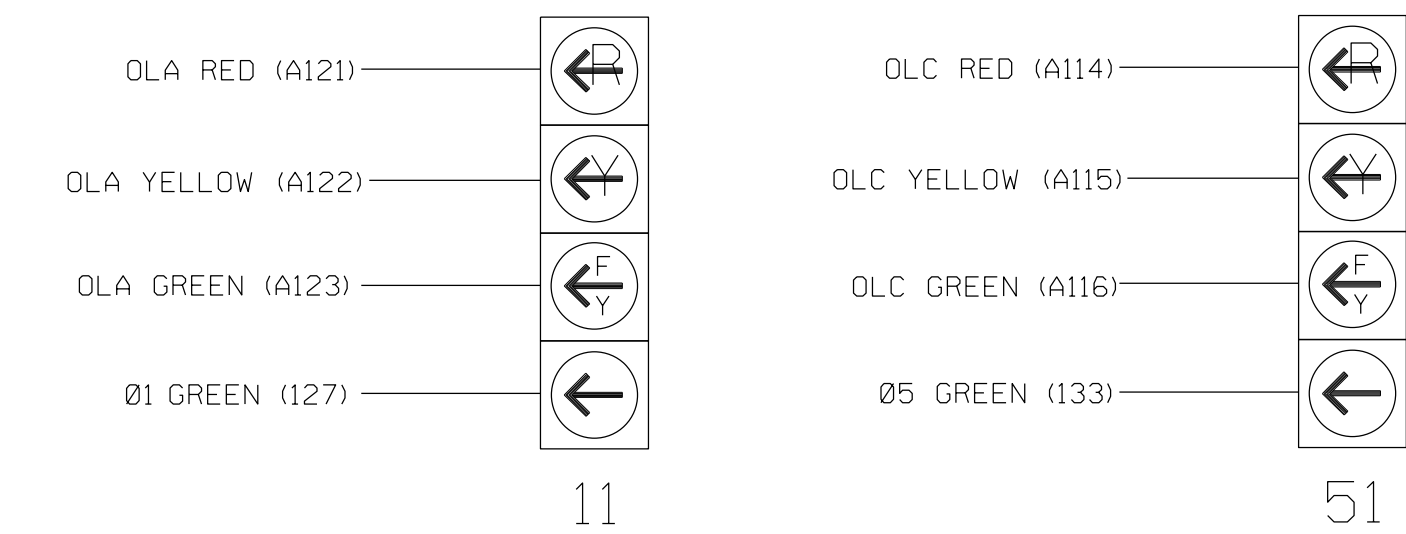 OLA RED (A121)
R
OLA YELLOW (A122)
Y
OLA GREEN (A123)
F
Y
Ø1 GREEN (127)
11
OLC RED (A114)
R
OLC YELLOW (A115)
Y
OLC GREEN (A116)
F
Y
Ø5 GREEN (133)
51